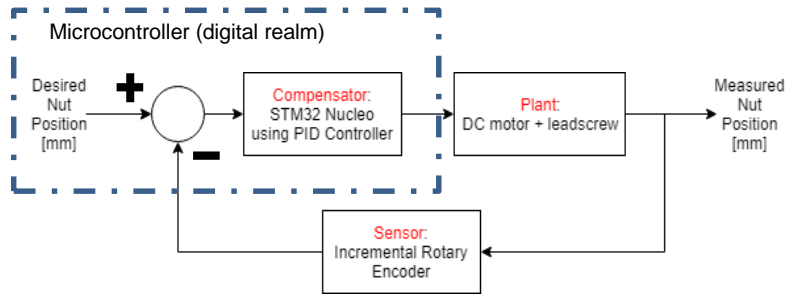 Microcontroller (digital realm)
Desired
Nut
Position
[mm]
+
−
Compensator:
STM32 Nucleo
using PID Controller
Plant:
DC motor + leadscrew
Measured
Nut
Position
[mm]
Sensor:
Incremental Rotary
Encoder